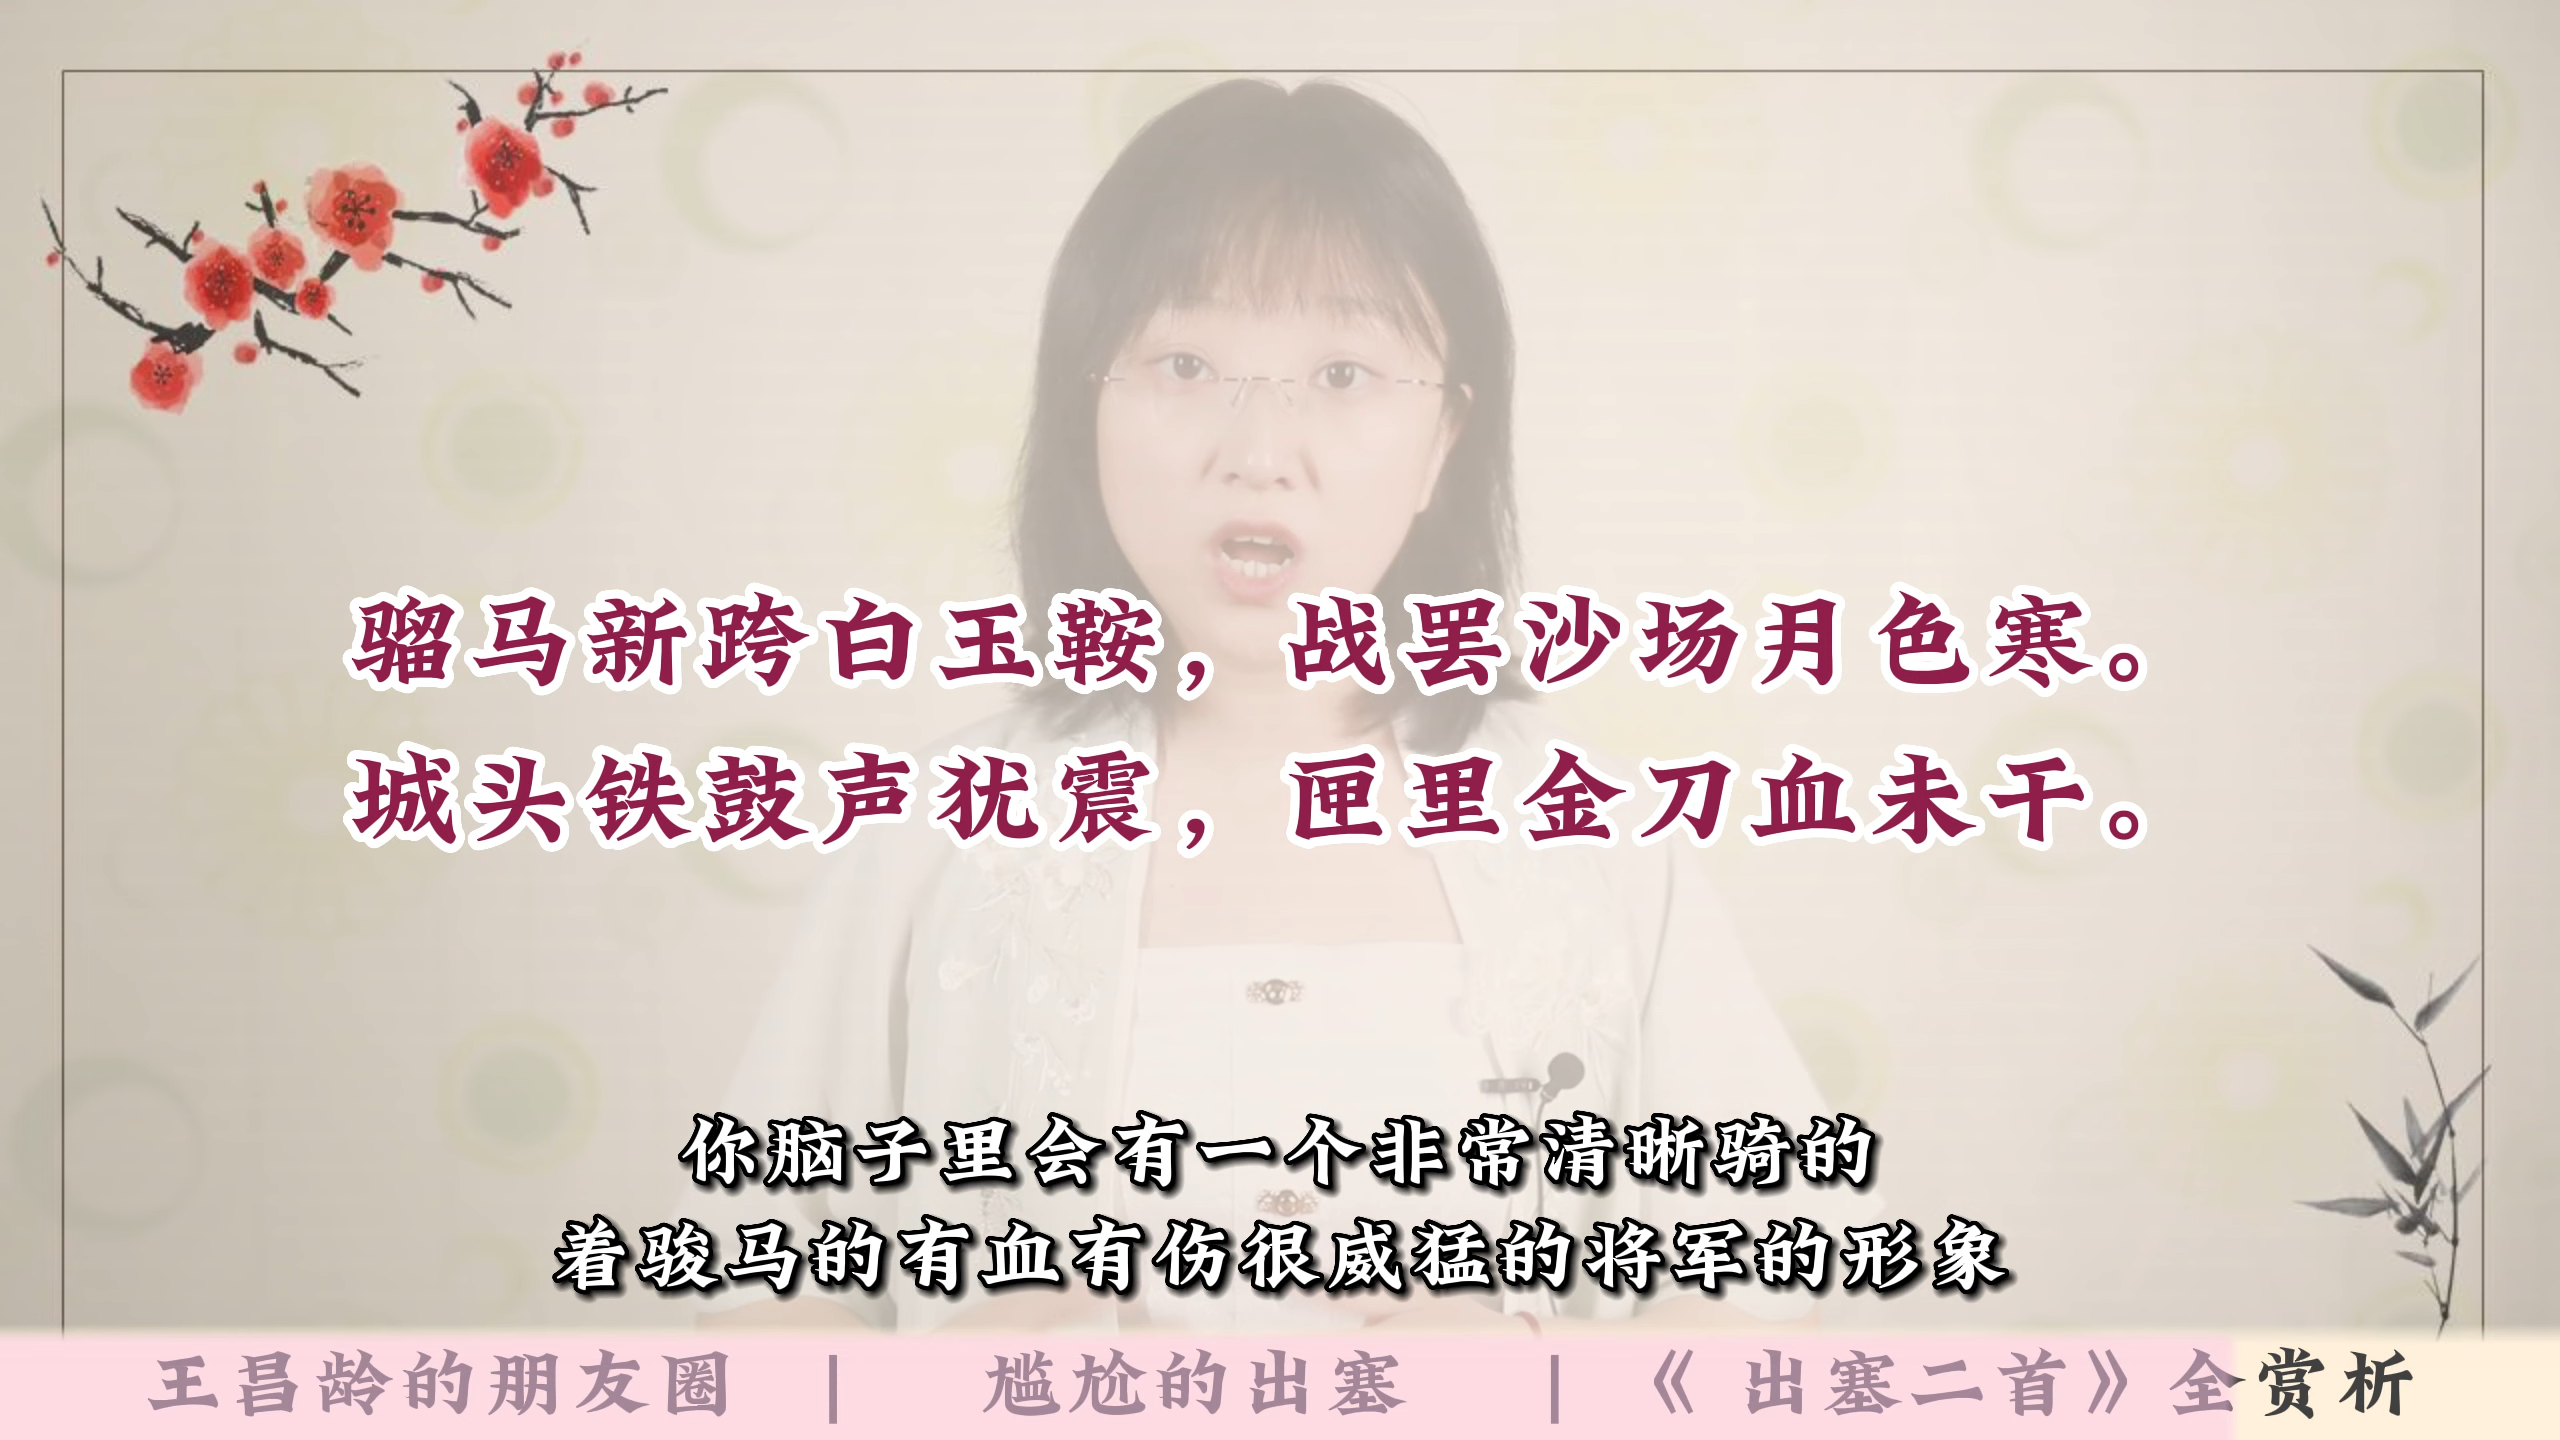 骝马新跨白玉鞍，战罢沙场月色寒。
城头铁鼓声犹震，匣里金刀血未干。
你脑子里会有一个非常清晰骑的
着骏马的有血有伤很威猛的将军的形象
王昌龄的朋友圈 | 尴尬的出塞 | 《 出塞二首》全赏析